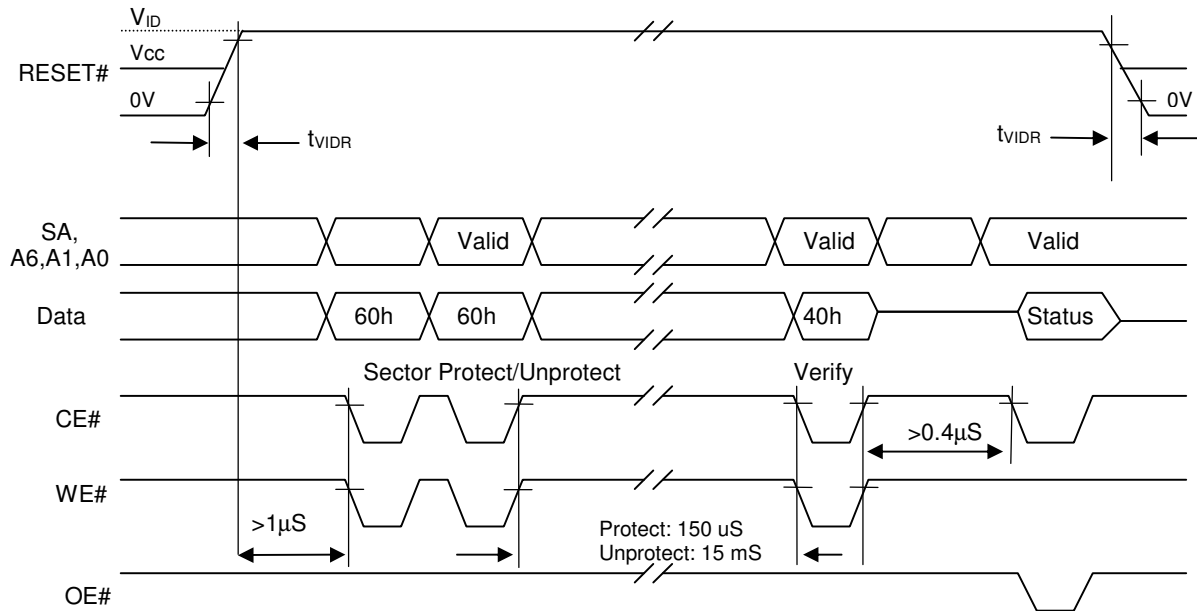 VID
Vcc
RESET#
0V
0V
tVIDR
tVIDR
SA,
A6,A1,A0
Valid
Valid
Valid
Data
60h
60h
40h
Status
Sector Protect/Unprotect
Verify
CE#
>0.4μS
WE#
>1μS
Protect: 150 uS
Unprotect: 15 mS
OE#